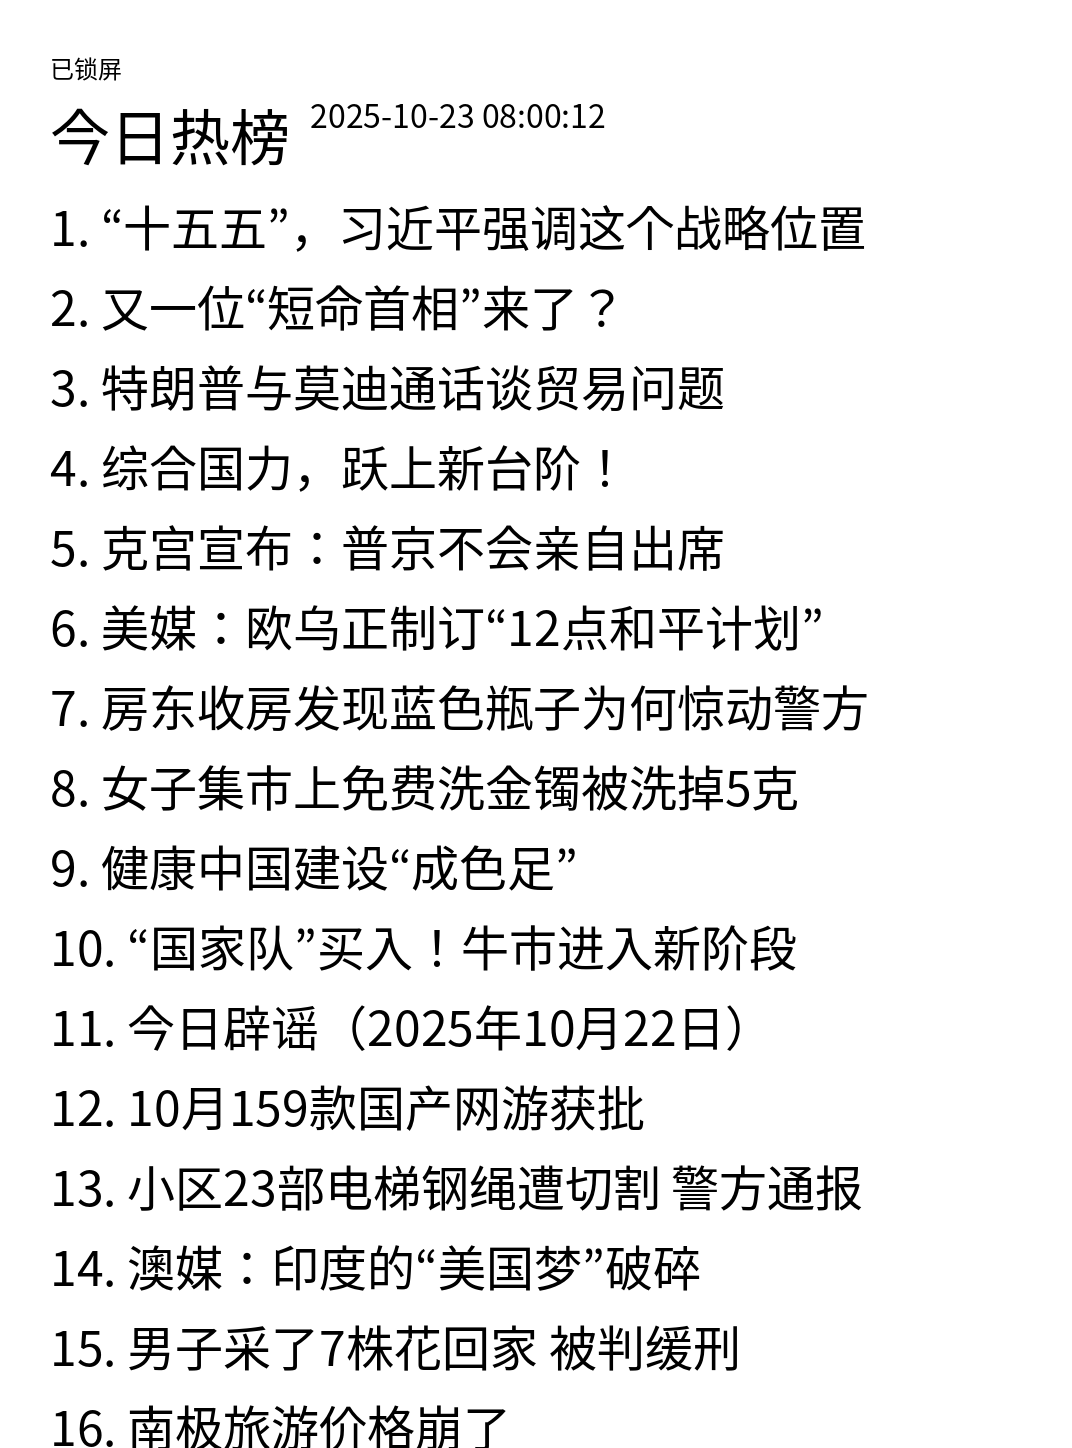 已锁屏
今日热榜 2025-10-23 08:00:12
1. “十五五”，习近平强调这个战略位置
2. 又一位“短命首相”来了？
3. 特朗普与莫迪通话谈贸易问题
4. 综合国力，跃上新台阶！
5. 克宫宣布：普京不会亲自出席
6. 美媒：欧乌正制订“12点和平计划”
7. 房东收房发现蓝色瓶子为何惊动警方
8. 女子集市上免费洗金镯被洗掉5克
9. 健康中国建设“成色足”
10. “国家队”买入！牛市进入新阶段
11. 今日辟谣（2025年10月22日）
12. 10月159款国产网游获批
13. 小区23部电梯钢绳遭切割 警方通报
14. 澳媒：印度的“美国梦”破碎
15. 男子采了7株花回家 被判缓刑
16. 南极旅游价格崩了